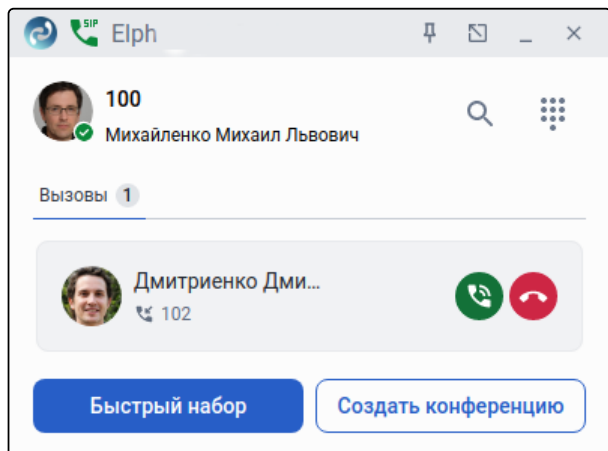 SIP
Elph
100
Михайленко Михаил Львович
Вызовы 1
Дмитриенко Дми...
102
Быстрый набор
Создать конференцию